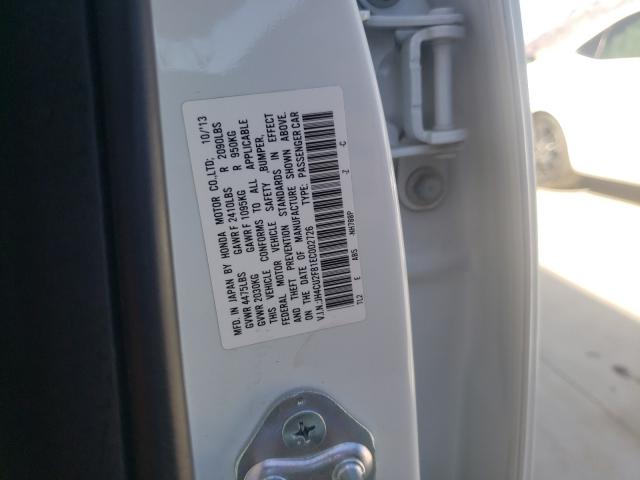 MFD. IN JAPAN BY HONDA MOTOR CO.,LTD; 10/'13
GVWR 4475LBS GAWR F 2410LBS R 2090LBS
GVWR 2030KG GAWR F 1095KG R 950KG
THIS VEHICLE CONFORMS TO ALL APPLICABLE
FEDERAL MOTOR VEHICLE SAFETY ,BUMPER,
AND THEFT PREVENTION STANDARDS IN EFFECT
ON THE DATE OF MANUFACTURE SHOWN ABOVE.
V.I.N.:JH4CU2FB1EC002726 TYPE: PASSENGER CAR
TL2 E ABS NH788P -Z -C